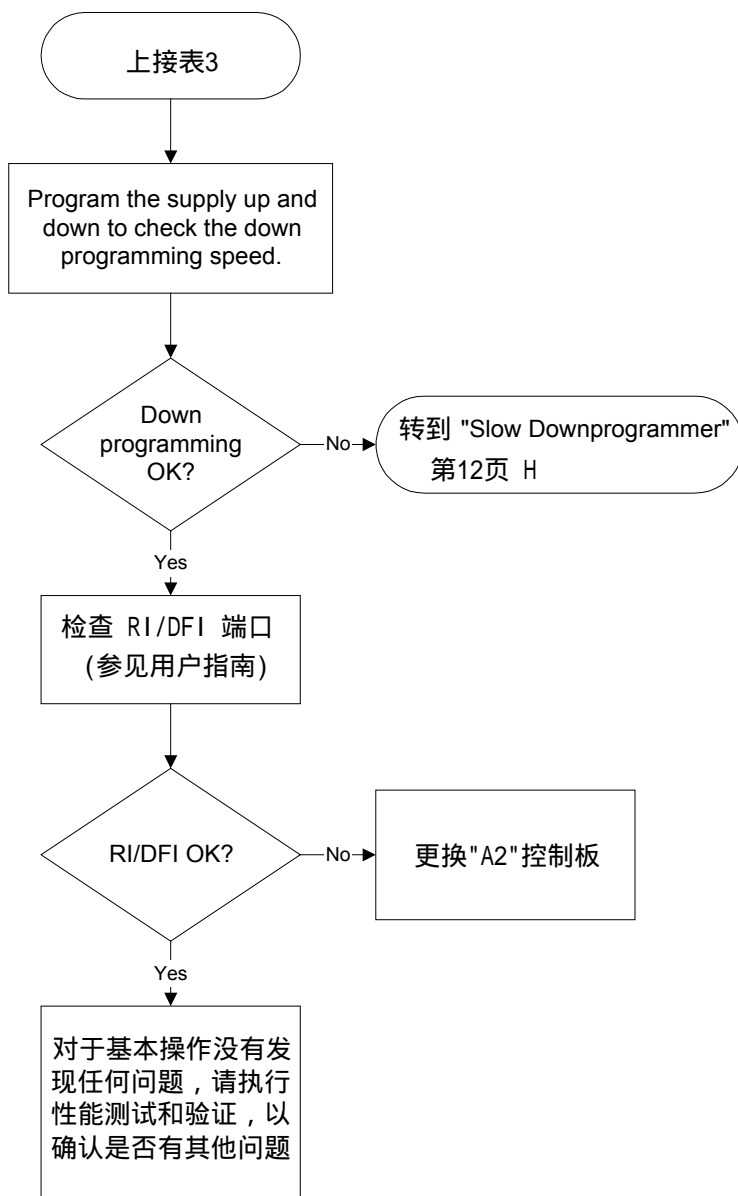 上接表3
Program the supply up and
down to check the down
programming speed.
Down
programming
OK?
No
转到 "Slow Downprogrammer"
第12页 H
Yes
检查 RI/DFI 端口
(参见用户指南)
RI/DFI OK?
No
更换"A2"控制板
Yes
对于基本操作没有发
现任何问题，请执行
性能测试和验证，以
确认是否有其他问题